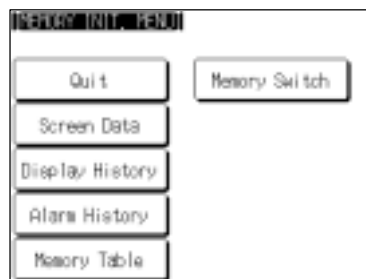 [MEMORY INIT. MENU]
Quit
Memory Switch
Screen Data
Display History
Alarm History
Memory Table